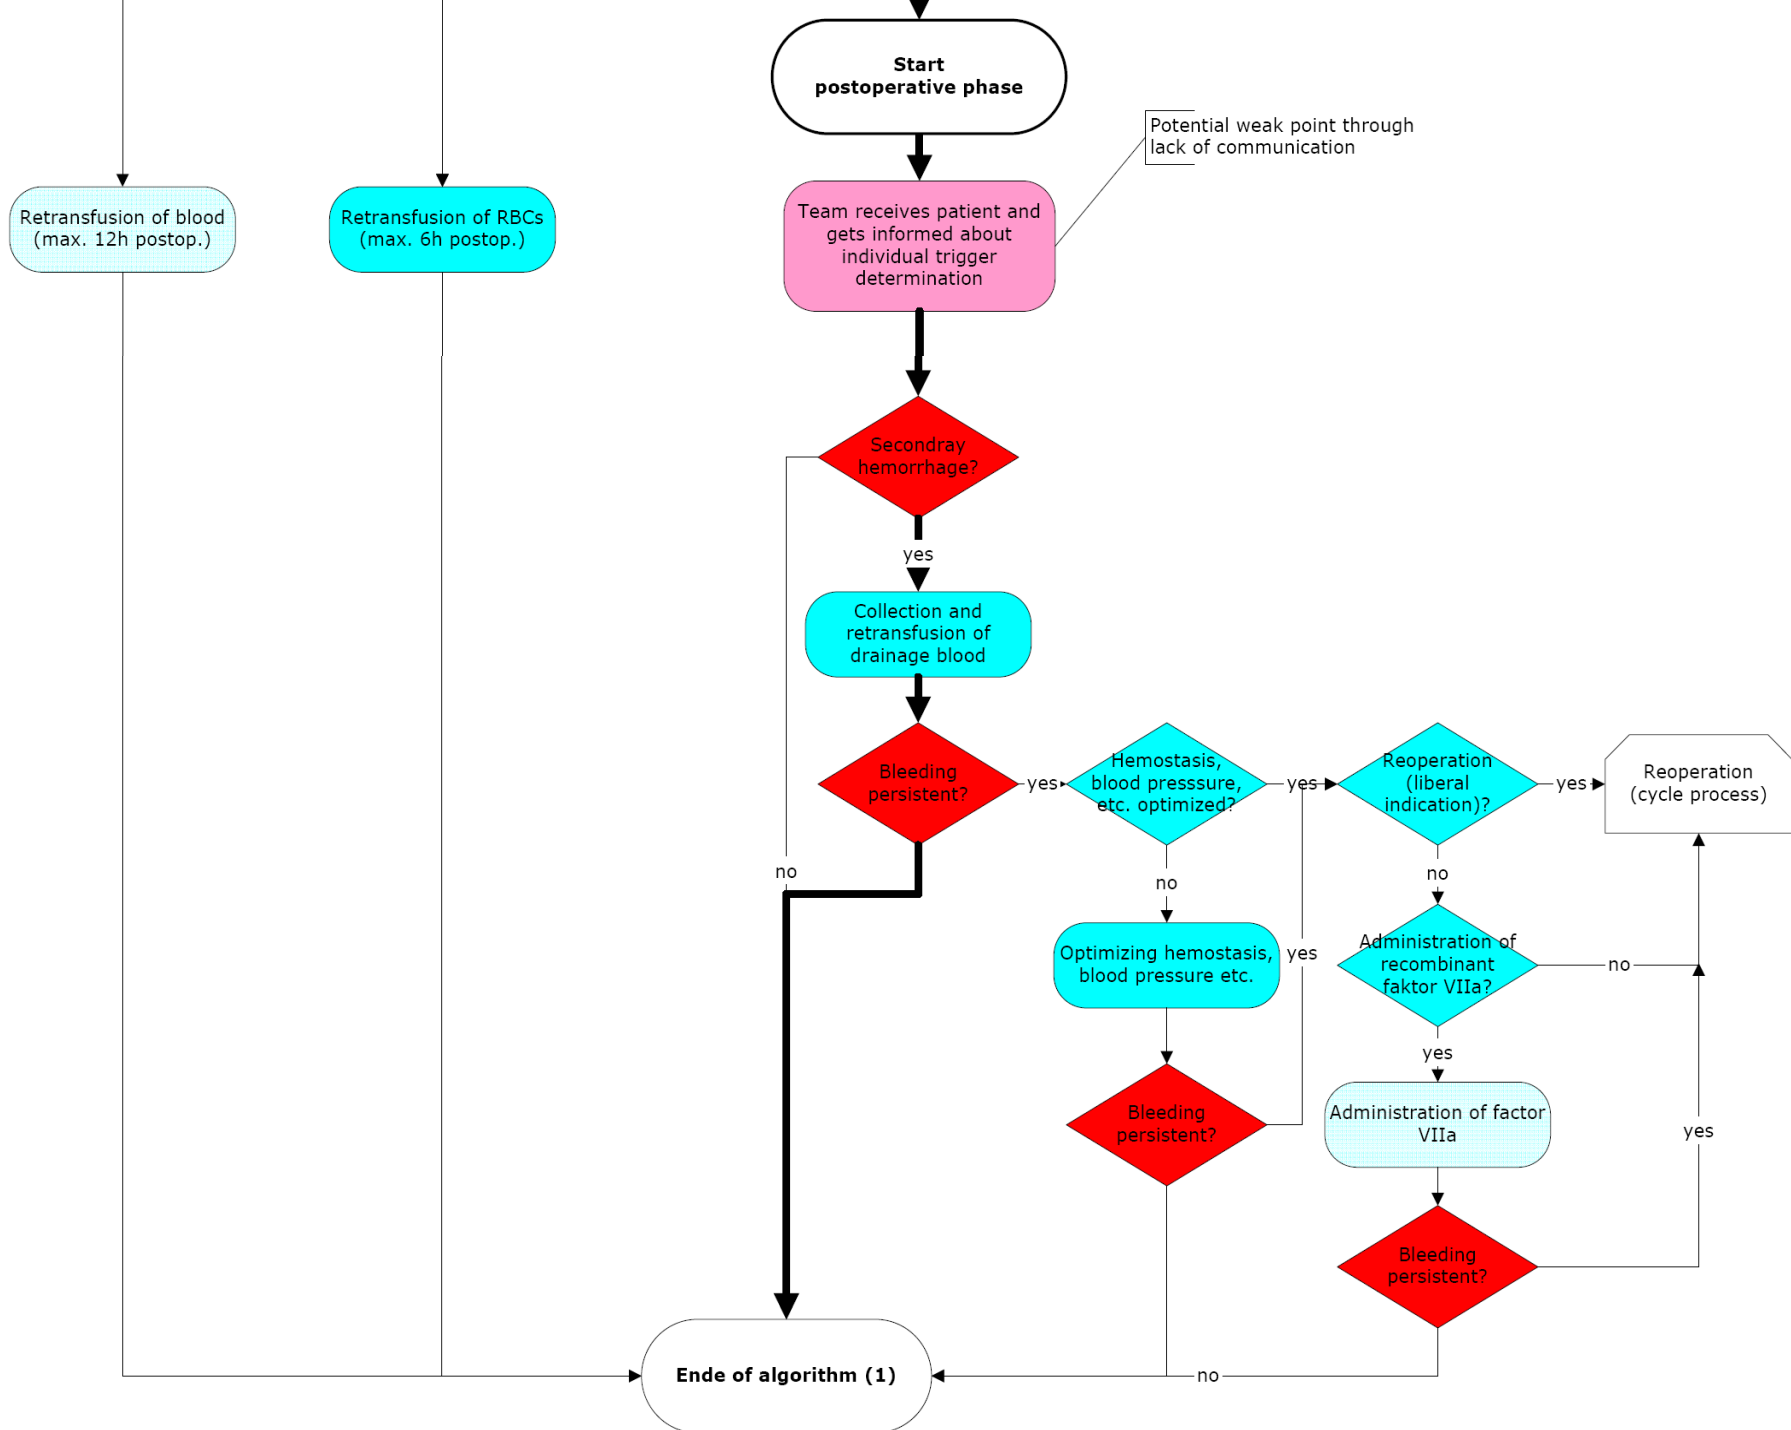 Start
postoperative phase
Potential weak point through
lack of communication
Retransfusion of blood
(max. 12h postop.)
Retransfusion of RBCs
(max. 6h postop.)
Team receives patient and
gets informed about
individual trigger
determination
Secondray
hemorrhage?
yes
Collection and
retransfusion of
drainage blood
Bleeding
persistent?
yes
Hemostasis,
blood presssure,
etc. optimized?
yes
Reoperation
(liberal
indication)?
yes
Reoperation
(cycle process)
no
no
no
Optimizing hemostasis,
blood pressure etc.
yes
Administration of
recombinant
faktor VIIa?
no
yes
Bleeding
persistent?
Administration of factor
VIIa
yes
Bleeding
persistent?
Ende of algorithm (1)
no